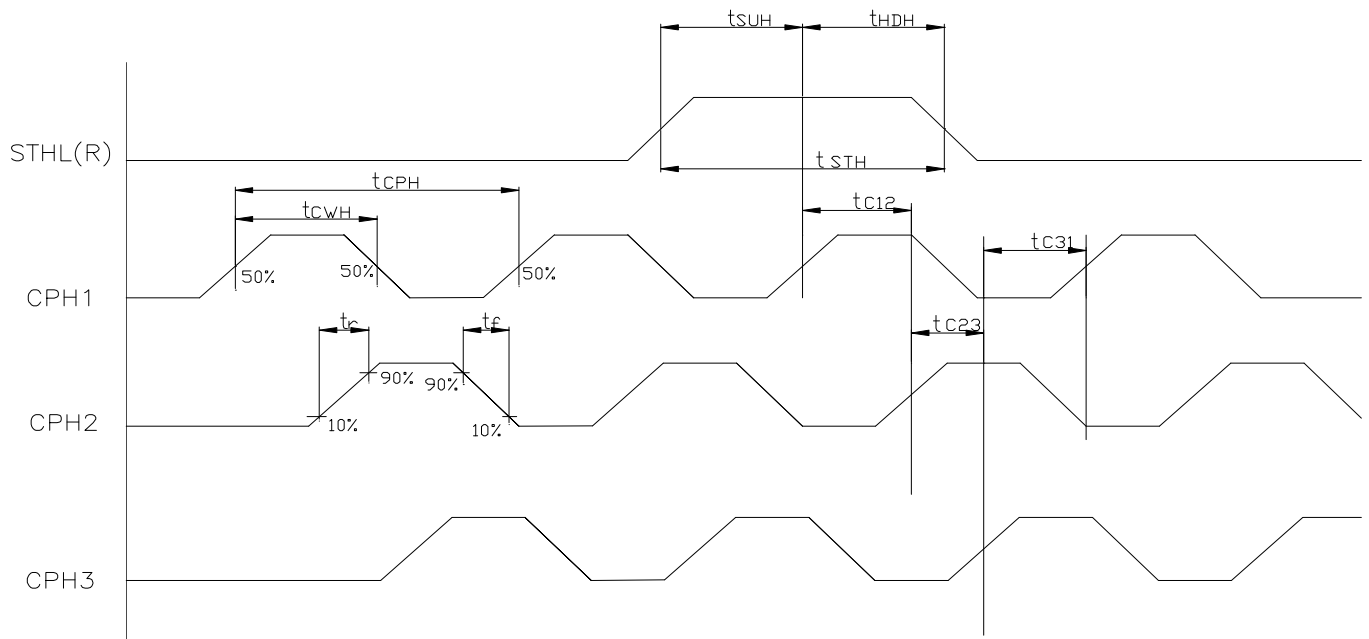 tSUH tHDH
STHL(R)
tSTH
tCPH
tCWH
tC12
tC31
50% 50% 50%
CPH1
tr tf
tC23
90% 90%
10% 10%
CPH2
CPH3